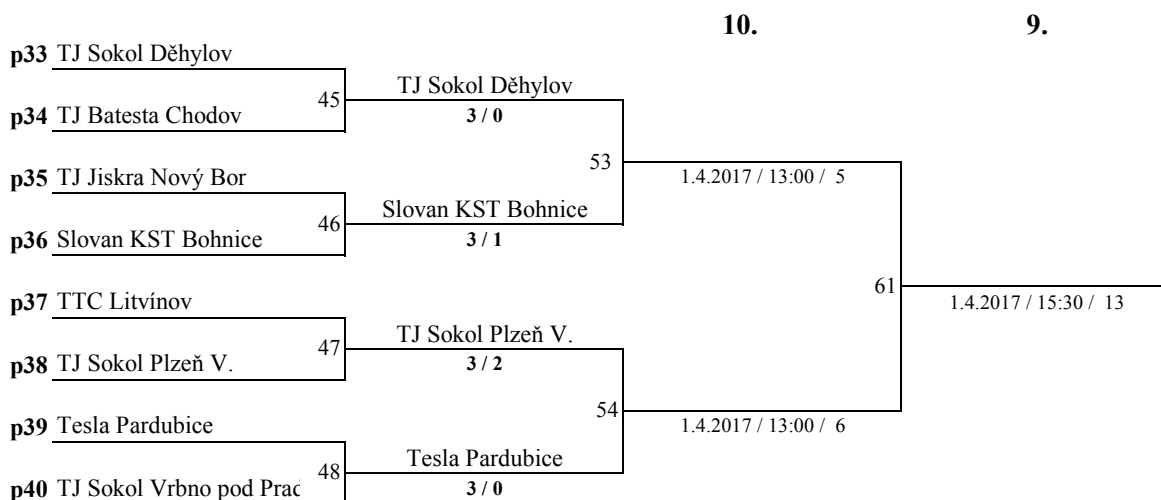 10. 9.
p33 TJ Sokol Děhylov
TJ Sokol Děhylov
45
3 / 0
p34 TJ Batesta Chodov
53
1.4.2017 / 13:00 / 5
p35 TJ Jiskra Nový Bor
Slovan KST Bohnice
46
3 / 1
p36 Slovan KST Bohnice
61
1.4.2017 / 15:30 / 13
p37 TTC Litvínov
TJ Sokol Plzeň V.
47
3 / 2
p38 TJ Sokol Plzeň V.
54
1.4.2017 / 13:00 / 6
p39 Tesla Pardubice
Tesla Pardubice
48
3 / 0
p40 TJ Sokol Vrbno pod